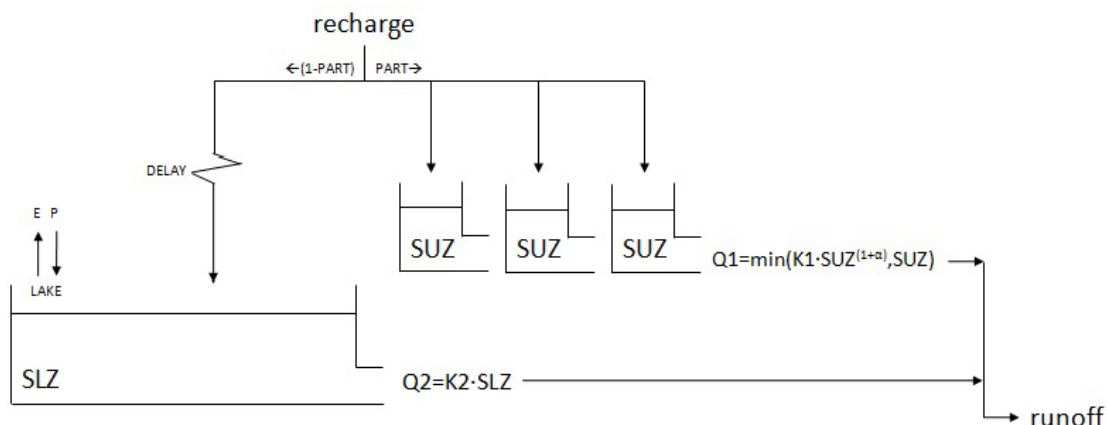 recharge
←(1-PART) PART→
DELAY
E P
LAKE
SUZ SUZ SUZ
Q1=min(K1·SUZ^(1+α),SUZ)
SLZ
Q2=K2·SLZ
runoff